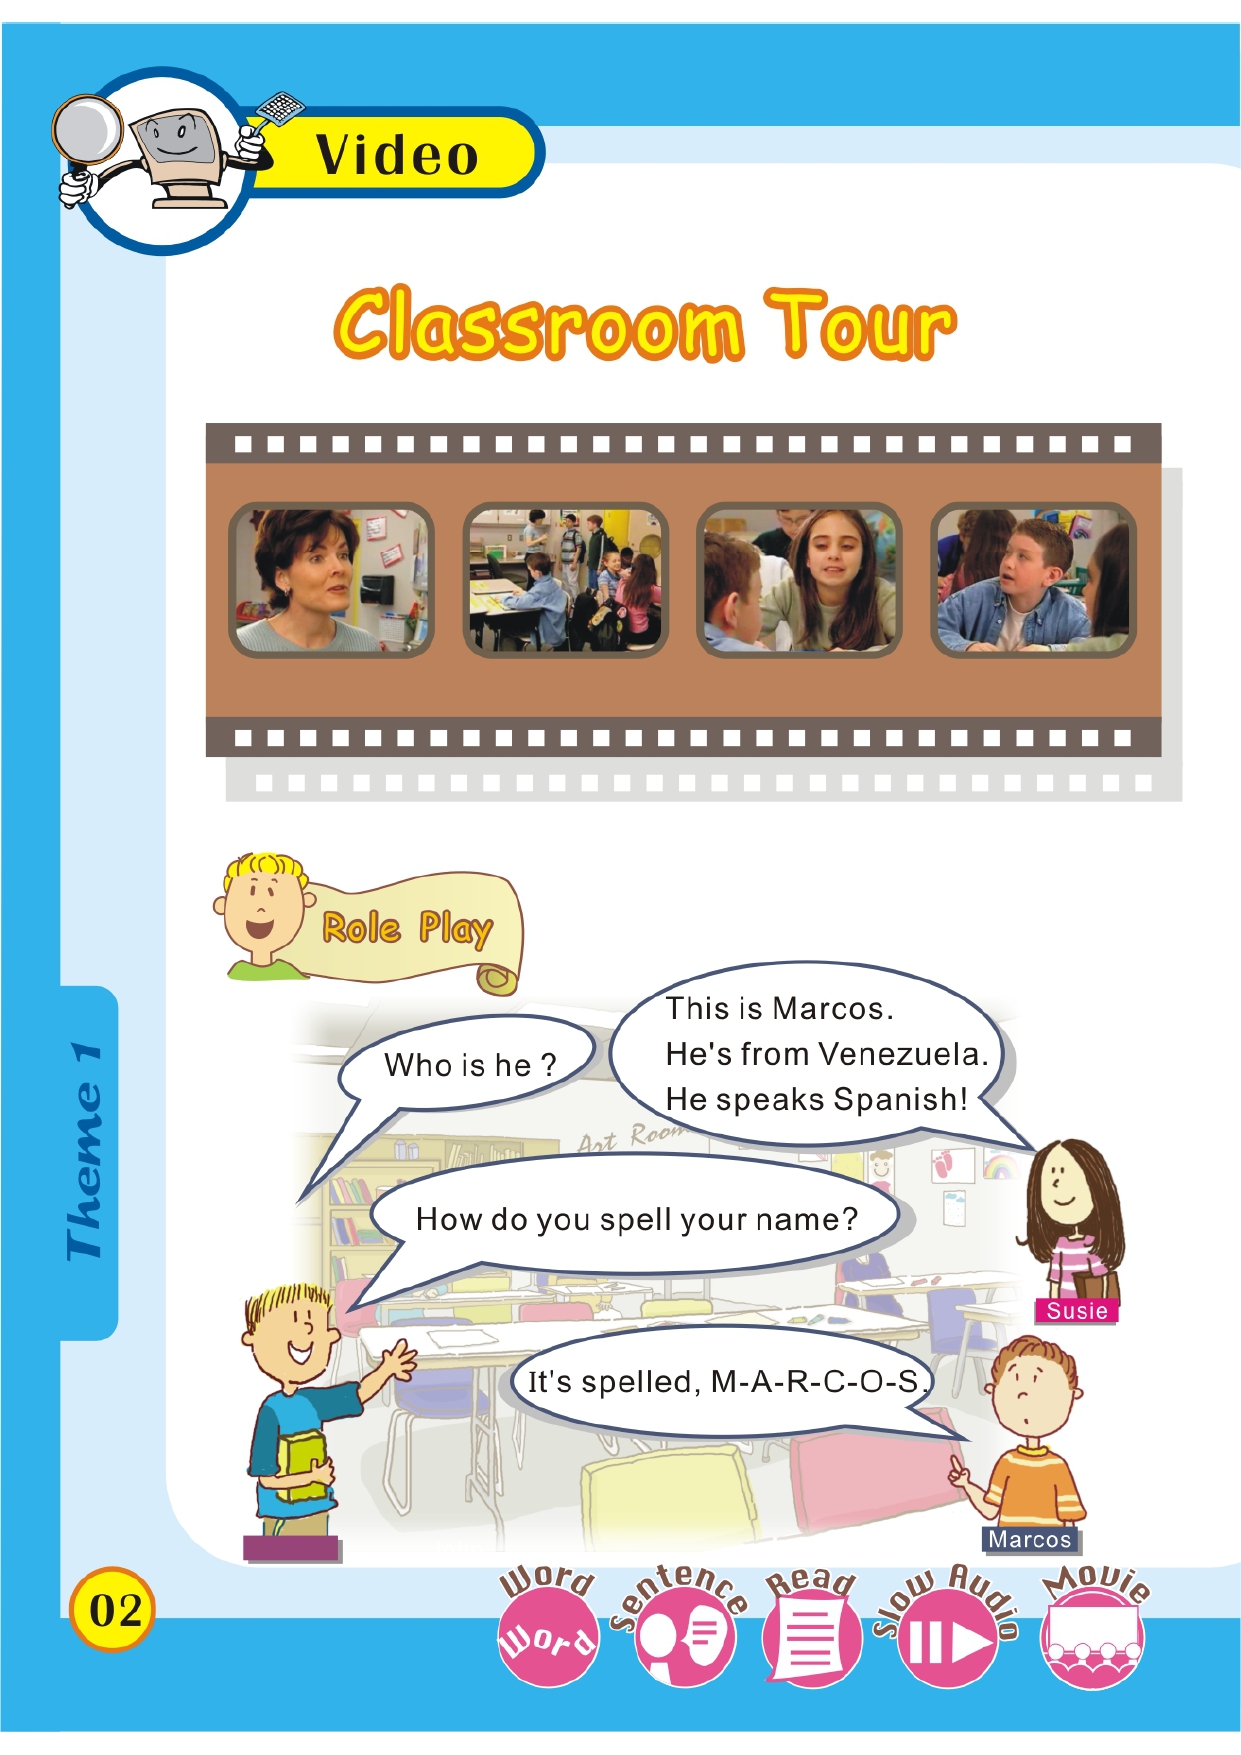 Video
Classroom Tour
Role Play
This is Marcos.
He's from Venezuela.
He speaks Spanish!
Who is he ?
Art Room
How do you spell your name?
Susie
It's spelled, M-A-R-C-O-S.
Marcos
Theme 1
02
Word
Word
Sentence
Read
Slow Audio
Movie